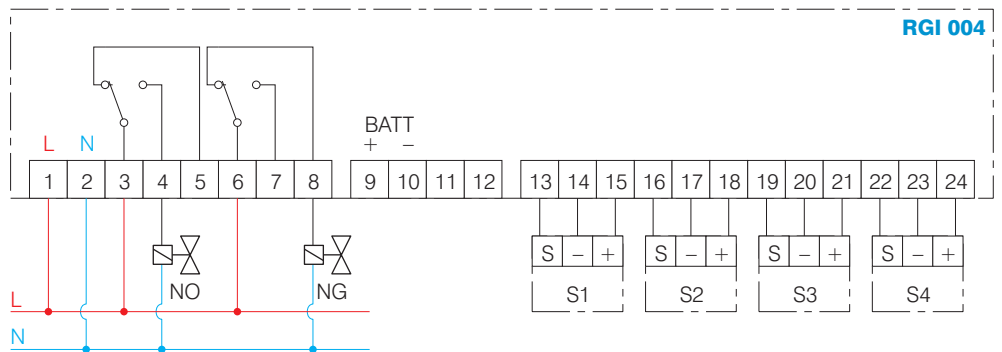 RGI 004
BATT
L N + −
1 2 3 4 5 6 7 8 9 10 11 12 13 14 15 16 17 18 19 20 21 22 23 24
S − + S − + S − + S − +
NO NG S1 S2 S3 S4
L
N